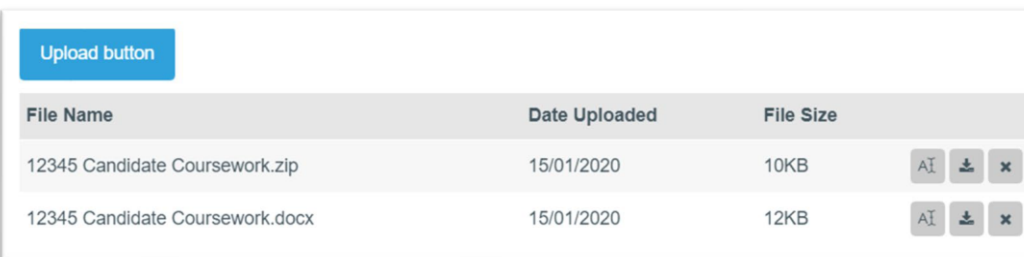 Upload button
File Name Date Uploaded File Size
12345 Candidate Coursework.zip 15/01/2020 10KB
12345 Candidate Coursework.docx 15/01/2020 12KB